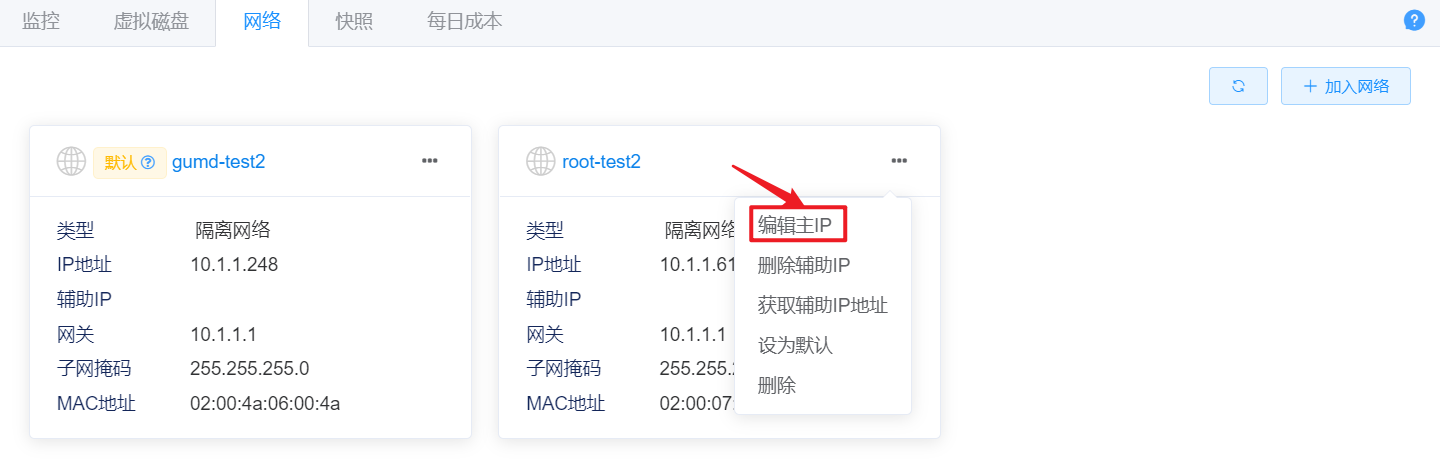 监控 虚拟磁盘 网络 快照 每日成本
加入网络
默认 gumd-test2
类型 隔离网络
IP地址 10.1.1.248
辅助IP
网关 10.1.1.1
子网掩码 255.255.255.0
MAC地址 02:00:4a:06:00:4a
root-test2
类型 隔离网络
IP地址 10.1.1.61
辅助IP
网关 10.1.1.1
子网掩码 255.255.
MAC地址 02:00:07:
编辑主IP
删除辅助IP
获取辅助IP地址
设为默认
删除